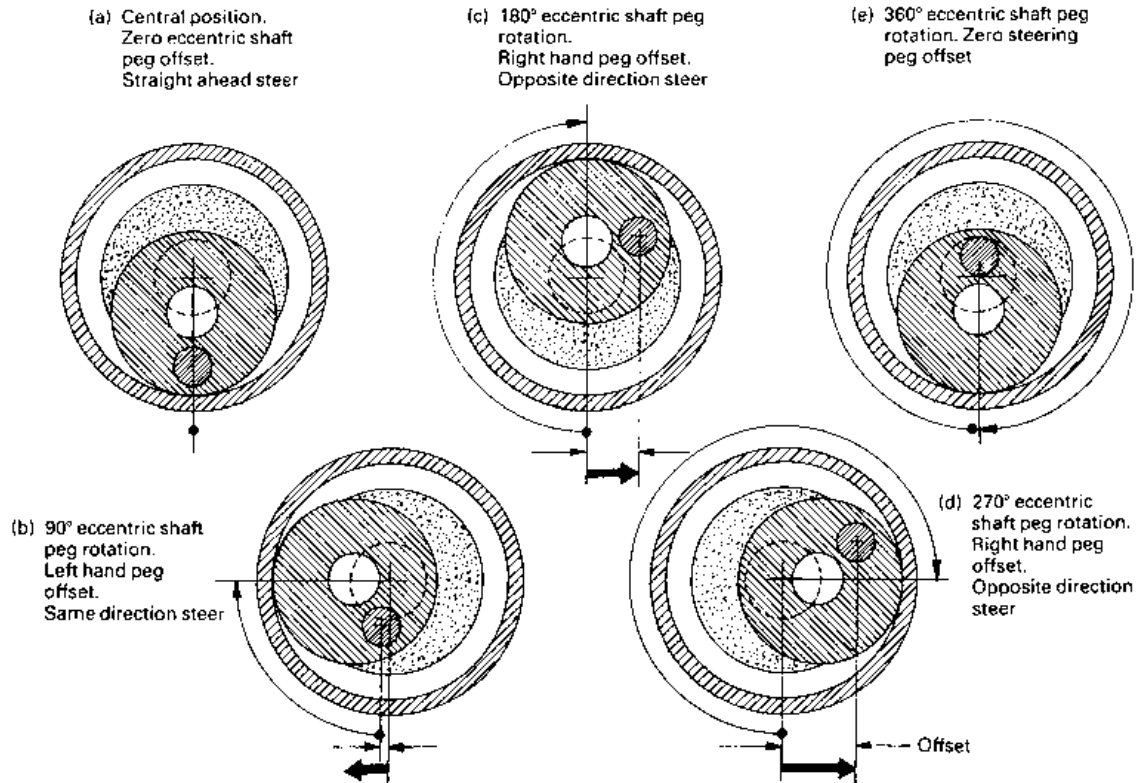 (a) Central position.
Zero eccentric shaft
peg offset.
Straight ahead steer
(c) 180° eccentric shaft peg
rotation.
Right hand peg offset.
Opposite direction steer
(e) 360° eccentric shaft peg
rotation. Zero steering
peg offset
(b) 90° eccentric shaft
peg rotation.
Left hand peg
offset.
Same direction steer
(d) 270° eccentric
shaft peg rotation.
Right hand peg
offset.
Opposite direction
steer
Offset